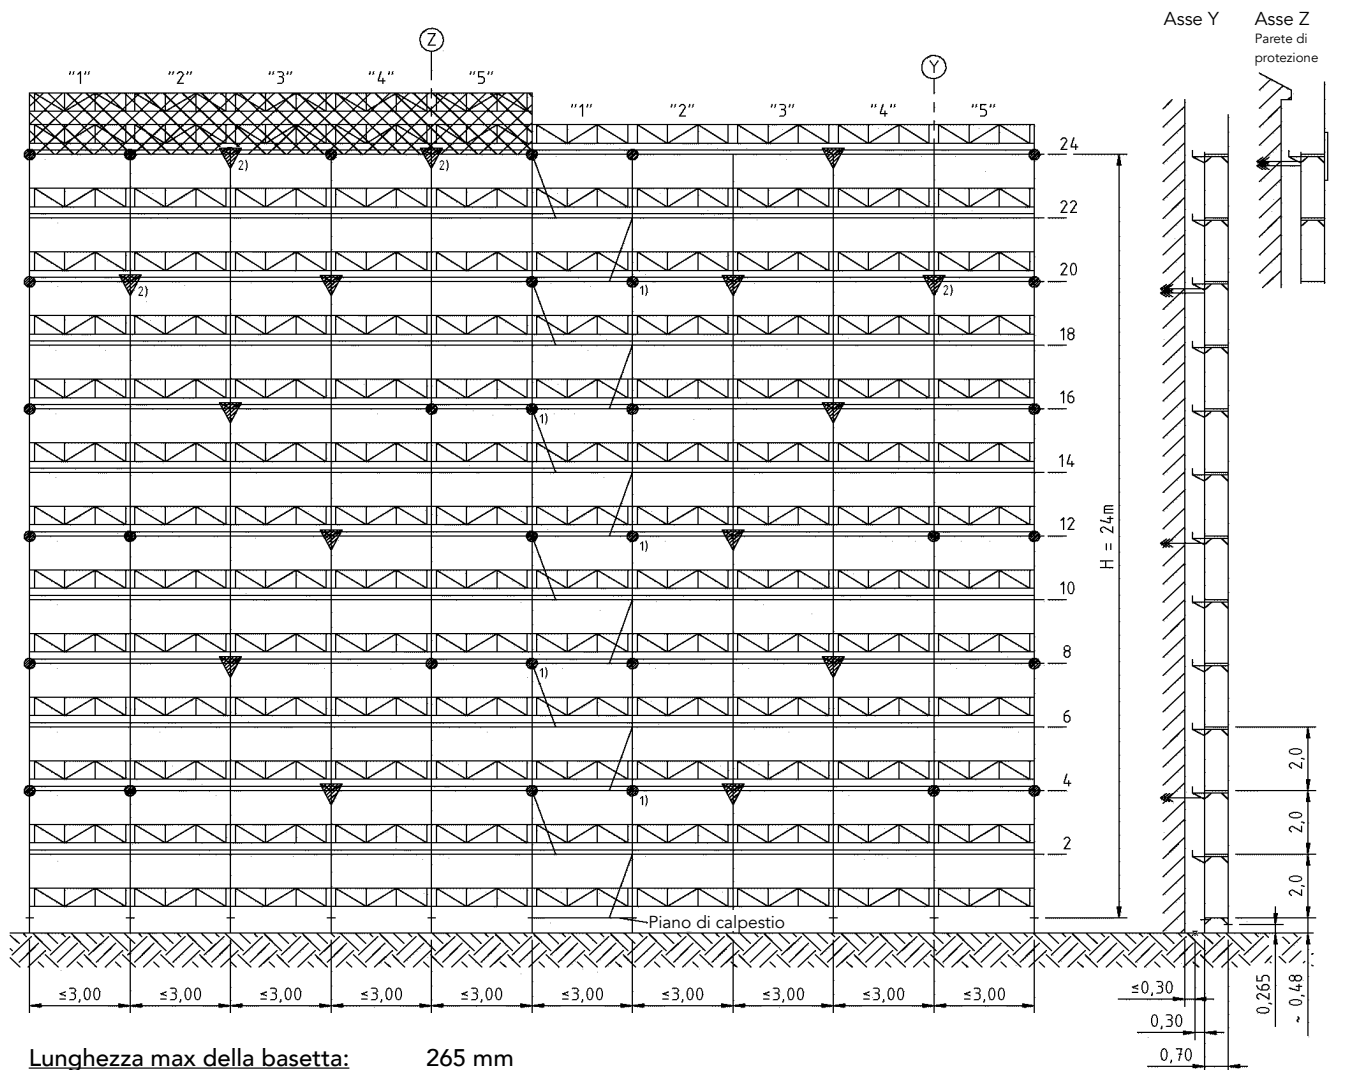 Asse Y
Asse Z
Parete di
protezione
Z
Y
"1" "2" "3" "4" "5"
"1" "2" "3" "4" "5"
24
2) 2)
22
20
2) 1) 2)
18
16
1)
14
12
1)
10
8
1)
6
4
1)
2
H = 24m
2,0
2,0
2,0
Piano di calpestio
≤3,00 ≤3,00 ≤3,00 ≤3,00 ≤3,00 ≤3,00 ≤3,00 ≤3,00 ≤3,00 ≤3,00
≤0,30
0,30
0,70
0,265
~ 0,48
Lunghezza max della basetta: 265 mm